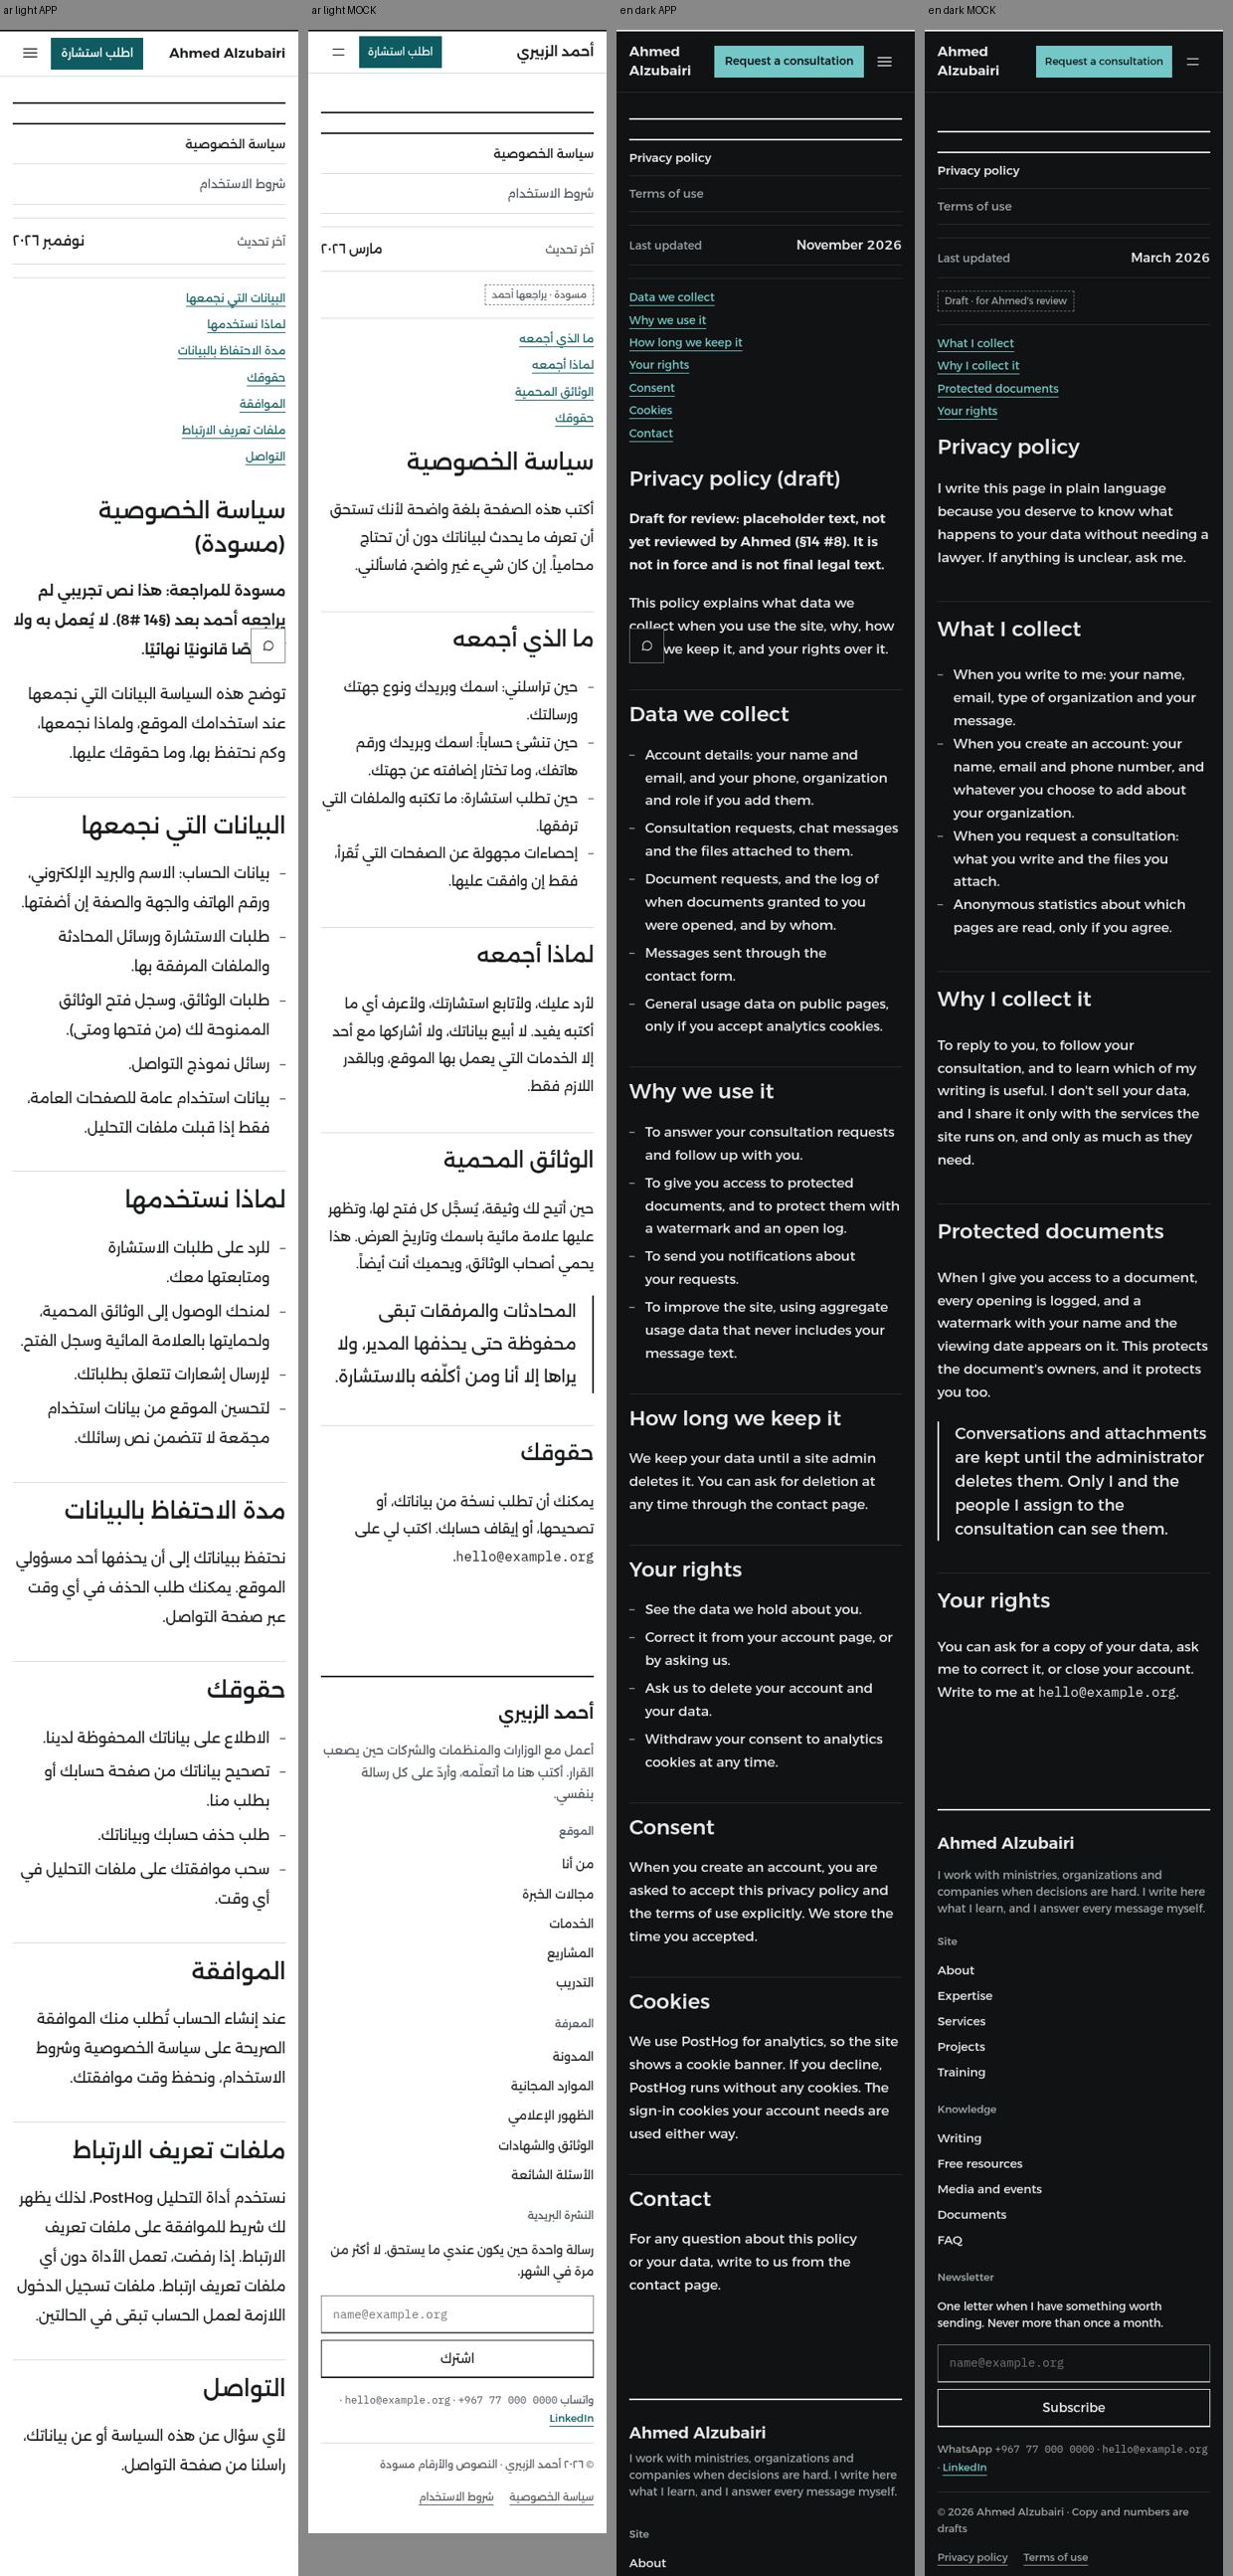 ar light APP
Ahmed Alzubairi
اطلب استشارة
سياسة الخصوصية
شروط الاستخدام
آخر تحديث
نوفمبر ٢٠٢٦
البيانات التي نجمعها
لماذا نستخدمها
مدة الاحتفاظ بالبيانات
حقوقك
الموافقة
ملفات تعريف الارتباط
التواصل
سياسة الخصوصية
(مسودة)
مسودة للمراجعة: هذا نص تجريبي لم
يراجعه أحمد بعد (§14 #8). لا يُعمل به ولا
قانونيًا نهائيًا.
توضح هذه السياسة البيانات التي نجمعها
عند استخدامك الموقع، ولماذا نجمعها،
وكم نحتفظ بها، وما حقوقك عليها.
البيانات التي نجمعها
– بيانات الحساب: الاسم والبريد الإلكتروني،
ورقم الهاتف والجهة والصفة إن أضفتها.
– طلبات الاستشارة ورسائل المحادثة
والملفات المرفقة بها.
– طلبات الوثائق، وسجل فتح الوثائق
الممنوحة لك (من فتحها ومتى).
– رسائل نموذج التواصل.
– بيانات استخدام عامة للصفحات العامة،
فقط إذا قبلت ملفات التحليل.
لماذا نستخدمها
– للرد على طلبات الاستشارة
ومتابعتها معك.
– لمنحك الوصول إلى الوثائق المحمية،
ولحمايتها بالعلامة المائية وسجل الفتح.
– لإرسال إشعارات تتعلق بطلباتك.
– لتحسين الموقع من بيانات استخدام
مجمّعة لا تتضمن نص رسائلك.
مدة الاحتفاظ بالبيانات
نحتفظ ببياناتك إلى أن يحذفها أحد مسؤولي
الموقع. يمكنك طلب الحذف في أي وقت
عبر صفحة التواصل.
حقوقك
– الاطلاع على بياناتك المحفوظة لدينا.
– تصحيح بياناتك من صفحة حسابك أو
بطلب منا.
– طلب حذف حسابك وبياناتك.
– سحب موافقتك على ملفات التحليل في
أي وقت.
الموافقة
عند إنشاء الحساب تُطلب منك الموافقة
الصريحة على سياسة الخصوصية وشروط
الاستخدام، ونحفظ وقت موافقتك.
ملفات تعريف الارتباط
نستخدم أداة التحليل PostHog، لذلك يظهر
لك شريط للموافقة على ملفات تعريف
الارتباط. إذا رفضت، تعمل الأداة دون أي
ملفات تعريف ارتباط. ملفات تسجيل الدخول
اللازمة لعمل الحساب تبقى في الحالتين.
التواصل
لأي سؤال عن هذه السياسة أو عن بياناتك،
راسلنا من صفحة التواصل.
ar light MOCK
أحمد الزبيري
اطلب استشارة
سياسة الخصوصية
شروط الاستخدام
آخر تحديث
مارس ٢٠٢٦
مسودة · يراجعها أحمد
ما الذي أجمعه
لماذا أجمعه
الوثائق المحمية
حقوقك
سياسة الخصوصية
أكتب هذه الصفحة بلغة واضحة لأنك تستحق
أن تعرف ما يحدث لبياناتك دون أن تحتاج
محامياً. إن كان شيء غير واضح، فاسألني.
ما الذي أجمعه
– حين تراسلني: اسمك وبريدك ونوع جهتك
ورسالتك.
– حين تنشئ حساباً: اسمك وبريدك ورقم
هاتفك، وما تختار إضافته عن جهتك.
– حين تطلب استشارة: ما تكتبه والملفات التي
ترفقها.
– إحصاءات مجهولة عن الصفحات التي تُقرأ،
فقط إن وافقت عليها.
لماذا أجمعه
لأرد عليك، ولأتابع استشارتك، ولأعرف أي ما
أكتبه يفيد. لا أبيع بياناتك، ولا أشاركها مع أحد
إلا الخدمات التي يعمل بها الموقع، وبالقدر
اللازم فقط.
الوثائق المحمية
حين أتيح لك وثيقة، يُسجَّل كل فتح لها، وتظهر
عليها علامة مائية باسمك وتاريخ العرض. هذا
يحمي أصحاب الوثائق، ويحميك أنت أيضاً.
المحادثات والمرفقات تبقى
محفوظة حتى يحذفها المدير، ولا
يراها إلا أنا ومن أكلّفه بالاستشارة.
حقوقك
يمكنك أن تطلب نسخة من بياناتك، أو
تصحيحها، أو إيقاف حسابك. اكتب لي على
hello@example.org.
أحمد الزبيري
أعمل مع الوزارات والمنظمات والشركات حين يصعب
القرار. أكتب هنا ما أتعلّمه، وأردّ على كل رسالة
بنفسي.
الموقع
من أنا
مجالات الخبرة
الخدمات
المشاريع
التدريب
المعرفة
المدونة
الموارد المجانية
الظهور الإعلامي
الوثائق والشهادات
الأسئلة الشائعة
النشرة البريدية
رسالة واحدة حين يكون عندي ما يستحق. لا أكثر من
مرة في الشهر.
name@example.org
اشترك
واتساب +967 77 000 0000 · hello@example.org ·
LinkedIn
© ٢٠٢٦ أحمد الزبيري · النصوص والأرقام مسودة
سياسة الخصوصية شروط الاستخدام
en dark APP
Ahmed
Alzubairi
Request a consultation
Privacy policy
Terms of use
Last updated
November 2026
Data we collect
Why we use it
How long we keep it
Your rights
Consent
Cookies
Contact
Privacy policy (draft)
Draft for review: placeholder text, not
yet reviewed by Ahmed (§14 #8). It is
not in force and is not final legal text.
This policy explains what data we
collect when you use the site, why, how
we keep it, and your rights over it.
Data we collect
– Account details: your name and
email, and your phone, organization
and role if you add them.
– Consultation requests, chat messages
and the files attached to them.
– Document requests, and the log of
when documents granted to you
were opened, and by whom.
– Messages sent through the
contact form.
– General usage data on public pages,
only if you accept analytics cookies.
Why we use it
– To answer your consultation requests
and follow up with you.
– To give you access to protected
documents, and to protect them with
a watermark and an open log.
– To send you notifications about
your requests.
– To improve the site, using aggregate
usage data that never includes your
message text.
How long we keep it
We keep your data until a site admin
deletes it. You can ask for deletion at
any time through the contact page.
Your rights
– See the data we hold about you.
– Correct it from your account page, or
by asking us.
– Ask us to delete your account and
your data.
– Withdraw your consent to analytics
cookies at any time.
Consent
When you create an account, you are
asked to accept this privacy policy and
the terms of use explicitly. We store the
time you accepted.
Cookies
We use PostHog for analytics, so the site
shows a cookie banner. If you decline,
PostHog runs without any cookies. The
sign-in cookies your account needs are
used either way.
Contact
For any question about this policy
or your data, write to us from the
contact page.
Ahmed Alzubairi
I work with ministries, organizations and
companies when decisions are hard. I write here
what I learn, and I answer every message myself.
Site
About
en dark MOCK
Ahmed
Alzubairi
Request a consultation
Privacy policy
Terms of use
Last updated
March 2026
Draft · for Ahmed's review
What I collect
Why I collect it
Protected documents
Your rights
Privacy policy
I write this page in plain language
because you deserve to know what
happens to your data without needing a
lawyer. If anything is unclear, ask me.
What I collect
– When you write to me: your name,
email, type of organization and your
message.
– When you create an account: your
name, email and phone number, and
whatever you choose to add about
your organization.
– When you request a consultation:
what you write and the files you
attach.
– Anonymous statistics about which
pages are read, only if you agree.
Why I collect it
To reply to you, to follow your
consultation, and to learn which of my
writing is useful. I don't sell your data,
and I share it only with the services the
site runs on, and only as much as they
need.
Protected documents
When I give you access to a document,
every opening is logged, and a
watermark with your name and the
viewing date appears on it. This protects
the document's owners, and it protects
you too.
Conversations and attachments
are kept until the administrator
deletes them. Only I and the
people I assign to the
consultation can see them.
Your rights
You can ask for a copy of your data, ask
me to correct it, or close your account.
Write to me at hello@example.org.
Ahmed Alzubairi
I work with ministries, organizations and
companies when decisions are hard. I write here
what I learn, and I answer every message myself.
Site
About
Expertise
Services
Projects
Training
Knowledge
Writing
Free resources
Media and events
Documents
FAQ
Newsletter
One letter when I have something worth
sending. Never more than once a month.
name@example.org
Subscribe
WhatsApp +967 77 000 0000 · hello@example.org
· LinkedIn
© 2026 Ahmed Alzubairi · Copy and numbers are
drafts
Privacy policy Terms of use